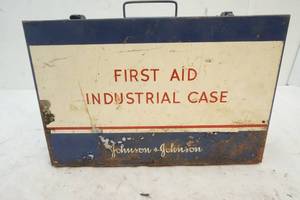 FIRST AID
INDUSTRIAL CASE
Johnson & Johnson